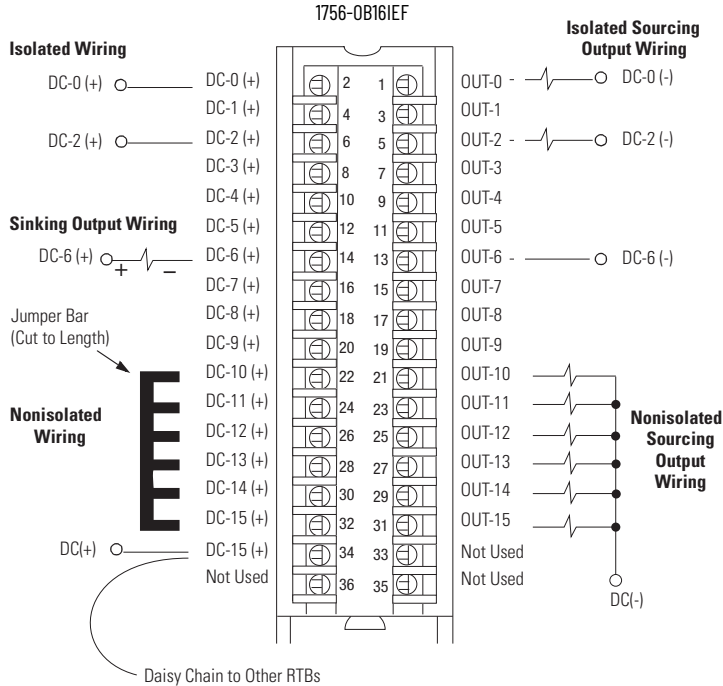 1756-OB16IEF
Isolated Wiring
Isolated Sourcing
Output Wiring
DC-0 (+) DC-0 (+) 2 1 OUT-0 DC-0 (-)
DC-1 (+) 4 3 OUT-1
DC-2 (+) DC-2 (+) 6 5 OUT-2 DC-2 (-)
DC-3 (+) 8 7 OUT-3
DC-4 (+) 10 9 OUT-4
Sinking Output Wiring
DC-5 (+) 12 11 OUT-5
DC-6 (+) + – DC-6 (+) 14 13 OUT-6 DC-6 (-)
DC-7 (+) 16 15 OUT-7
Jumper Bar
(Cut to Length)
DC-8 (+) 18 17 OUT-8
DC-9 (+) 20 19 OUT-9
DC-10 (+) 22 21 OUT-10
DC-11 (+) 24 23 OUT-11
Nonisolated
Wiring
DC-12 (+) 26 25 OUT-12
DC-13 (+) 28 27 OUT-13
DC-14 (+) 30 29 OUT-14
DC-15 (+) 32 31 OUT-15
Nonisolated
Sourcing
Output
Wiring
DC(+) DC-15 (+) 34 33 Not Used
Not Used 36 35 Not Used
DC(-)
Daisy Chain to Other RTBs